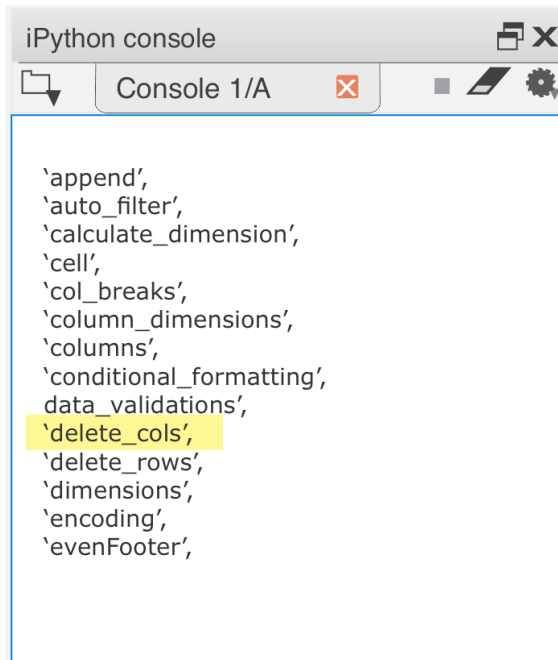 iPython console
Console 1/A
‘append’,
‘auto_filter’,
‘calculate_dimension’,
‘cell’,
‘col_breaks’,
‘column_dimensions’,
‘columns’,
‘conditional_formatting’,
data_validations’,
‘delete_cols’,
‘delete_rows’,
‘dimensions’,
‘encoding’,
‘evenFooter’,